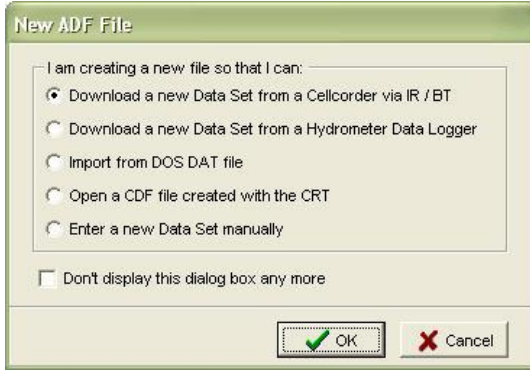 New ADF File
I am creating a new file so that I can:
Download a new Data Set from a Cellcorder via IR / BT
Download a new Data Set from a Hydrometer Data Logger
Import from DOS DAT file
Open a CDF file created with the CRT
Enter a new Data Set manually
Don't display this dialog box any more
OK
Cancel